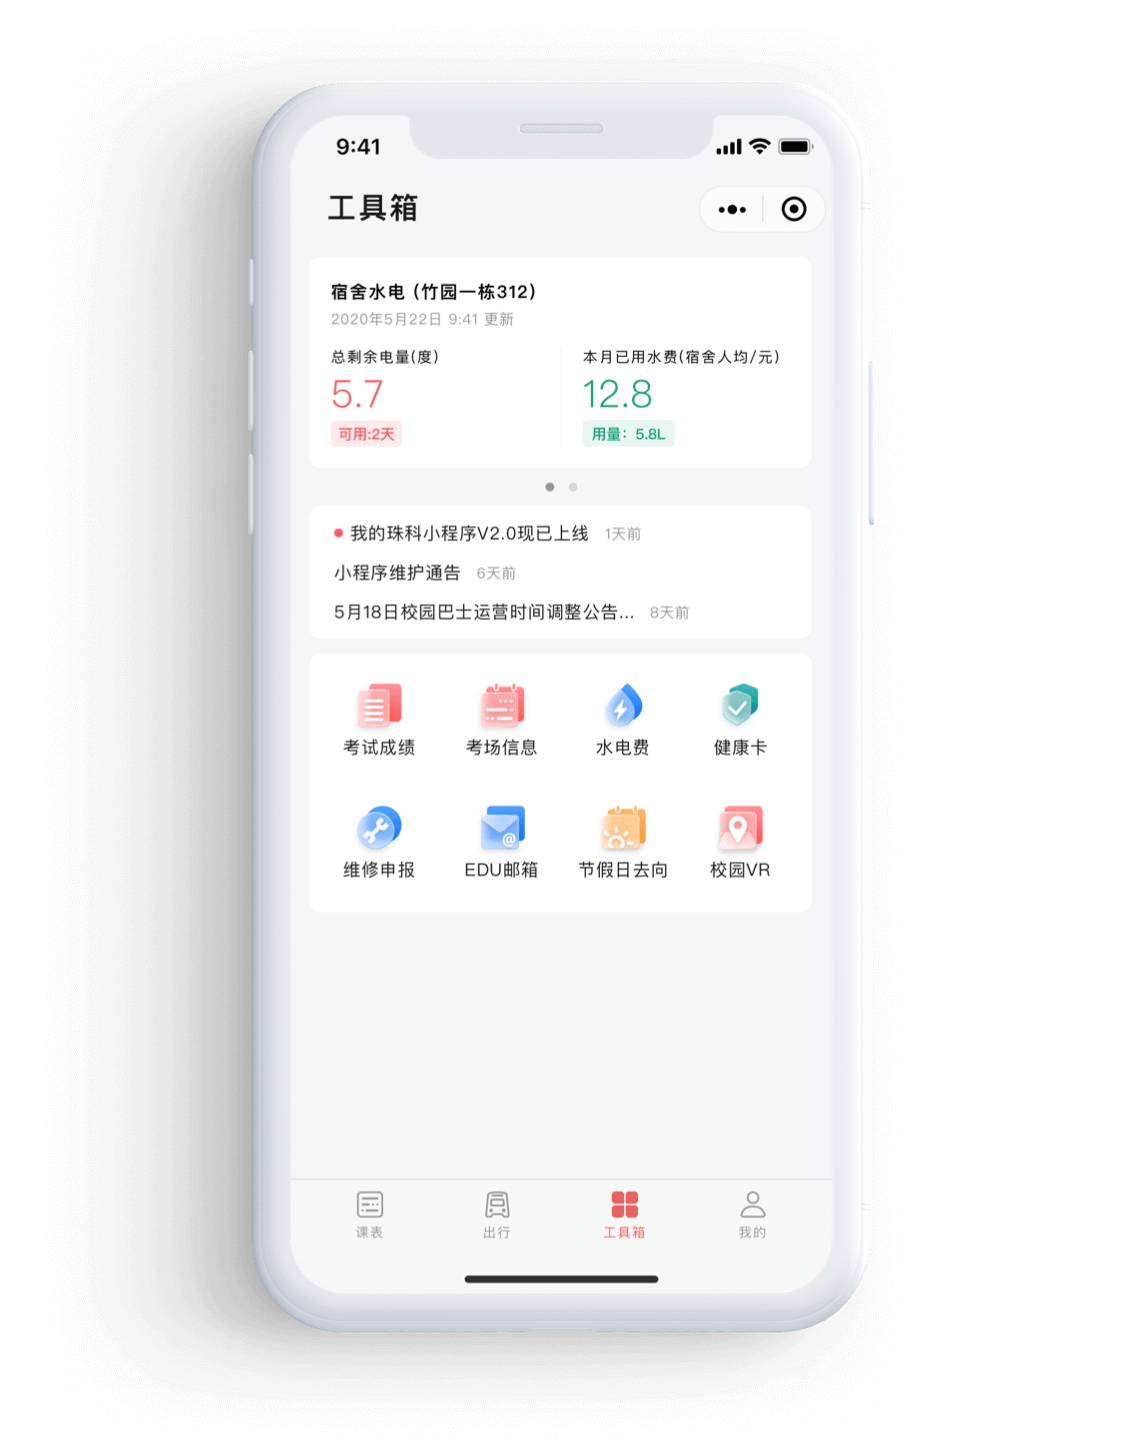 9:41
工具箱
宿舍水电 (竹园一栋312)
2020年5月22日 9:41 更新
总剩余电量(度)
5.7
可用:2天
本月已用水费(宿舍人均/元)
12.8
用量：5.8L
我的珠科小程序V2.0现已上线 1天前
小程序维护通告 6天前
5月18日校园巴士运营时间调整公告... 8天前
考试成绩 考场信息 水电费 健康卡
@
维修申报 EDU邮箱 节假日去向 校园VR
课表 出行 工具箱 我的